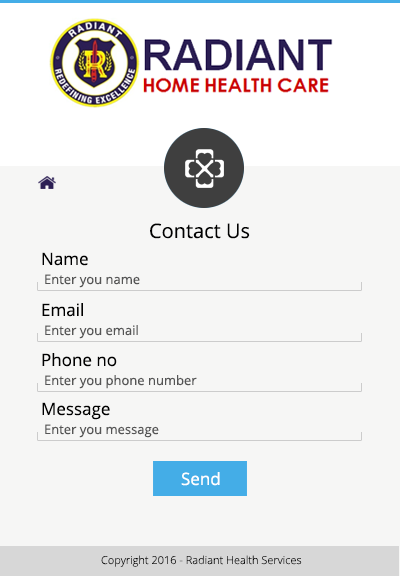 RADIANT
R
REDEFINING EXCELLENCE
RADIANT
HOME HEALTH CARE
Contact Us
Name
Enter you name
Email
Enter you email
Phone no
Enter you phone number
Message
Enter you message
Send
Copyright 2016 - Radiant Health Services